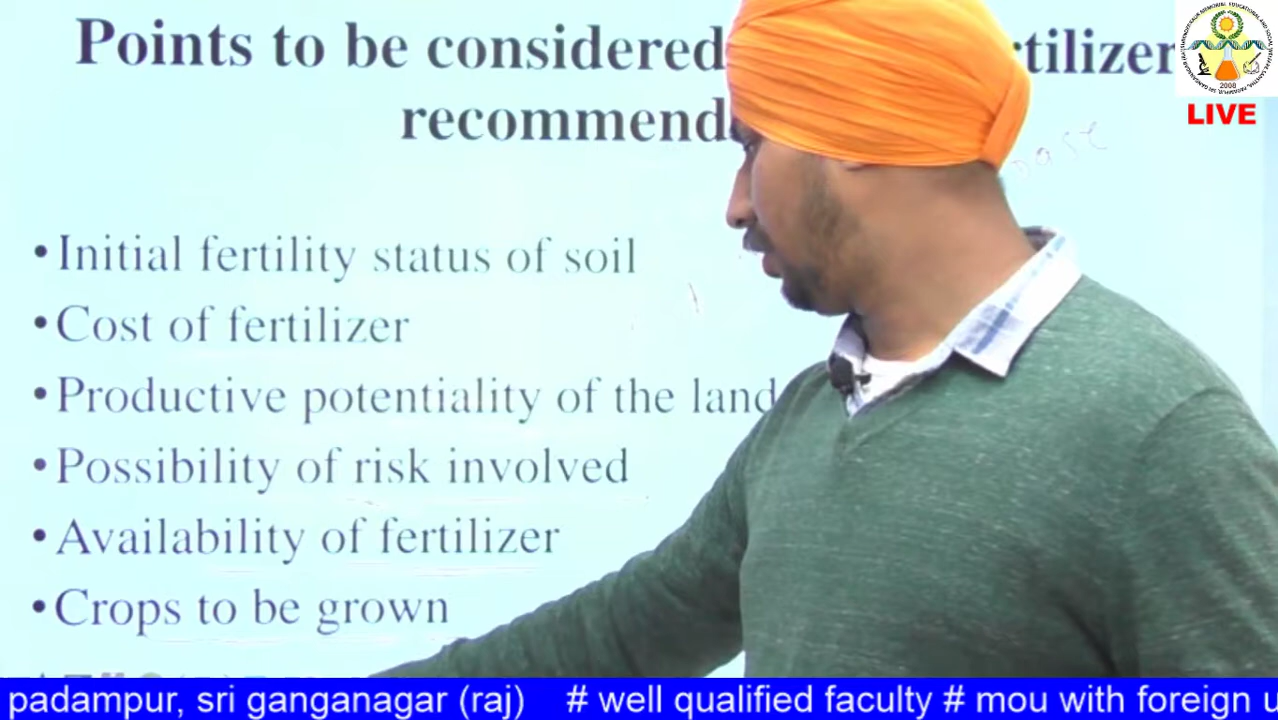 Points to be considered rtilizer
recommend
• Initial fertility status of soil
• Cost of fertilizer
• Productive potentiality of the land
• Possibility of risk involved
• Availability of fertilizer
• Crops to be grown
2008
LIVE
padampur, sri ganganagar (raj) # well qualified faculty # mou with foreign u